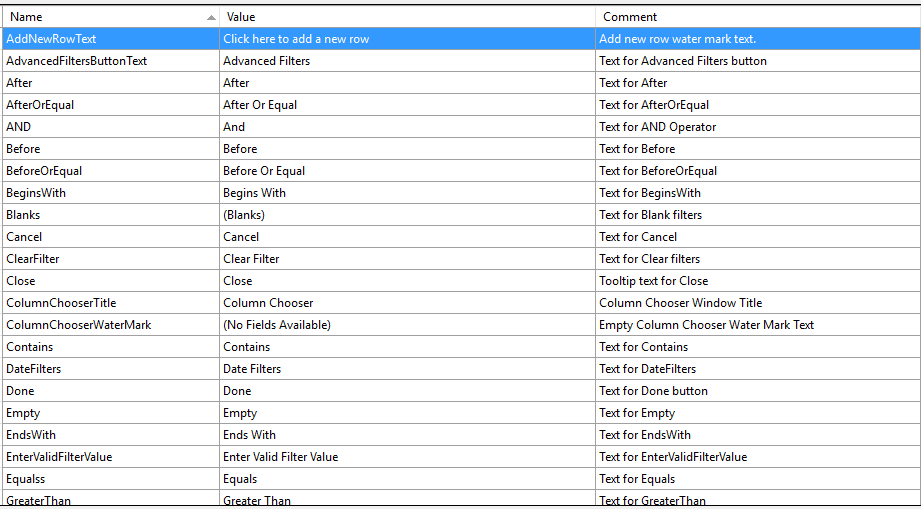 Name Value Comment
AddNewRowText Click here to add a new row Add new row water mark text.
AdvancedFiltersButtonText Advanced Filters Text for Advanced Filters button
After After Text for After
AfterOrEqual After Or Equal Text for AfterOrEqual
AND And Text for AND Operator
Before Before Text for Before
BeforeOrEqual Before Or Equal Text for BeforeOrEqual
BeginsWith Begins With Text for BeginsWith
Blanks (Blanks) Text for Blank filters
Cancel Cancel Text for Cancel
ClearFilter Clear Filter Text for Clear filters
Close Close Tooltip text for Close
ColumnChooserTitle Column Chooser Column Chooser Window Title
ColumnChooserWaterMark (No Fields Available) Empty Column Chooser Water Mark Text
Contains Contains Text for Contains
DateFilters Date Filters Text for DateFilters
Done Done Text for Done button
Empty Empty Text for Empty
EndsWith Ends With Text for EndsWith
EnterValidFilterValue Enter Valid Filter Value Text for EnterValidFilterValue
Equalss Equals Text for Equals
GreaterThan Greater Than Text for GreaterThan